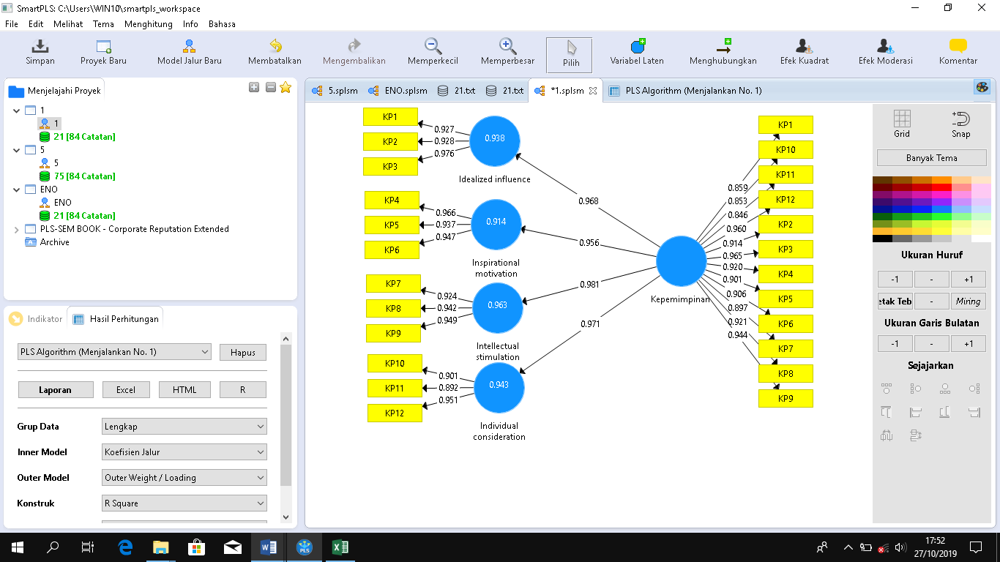 SmartPLS: C:\Users\WIN10\smartpls_workspace
File Edit Melihat Tema Menghitung Info Bahasa
Simpan Proyek Baru Model Jalur Baru Membatalkan Mengembalikan Memperkecil Memperbesar Pilih Variabel Laten Menghubungkan Efek Kuadrat Efek Moderasi Komentar
Menjelajahi Proyek
1
1
21 [84 Catatan]
5
5
75 [84 Catatan]
ENO
ENO
21 [84 Catatan]
PLS-SEM BOOK - Corporate Reputation Extended
Archive
Indikator Hasil Perhitungan
PLS Algorithm (Menjalankan No. 1) Hapus
Laporan Excel HTML R
Grup Data Lengkap
Inner Model Koefisien Jalur
Outer Model Outer Weight / Loading
Konstruk R Square
5.splsm ENO.splsm 21.txt 21.txt *1.splsm PLS Algorithm (Menjalankan No. 1)
KP1
KP2
KP3
0.927
0.928
0.976
0.938
Idealized influence
KP4
KP5
KP6
0.966
0.937
0.947
0.914
Inspirational
motivation
KP7
KP8
KP9
0.924
0.942
0.949
0.963
Intellectual
stimulation
KP10
KP11
KP12
0.901
0.892
0.951
0.943
Individual
consideration
0.968
0.956
0.981
0.971
Kepemimpinan
0.859
0.853
0.846
0.960
0.914
0.965
0.920
0.901
0.906
0.897
0.921
0.944
KP1
KP10
KP11
KP12
KP2
KP3
KP4
KP5
KP6
KP7
KP8
KP9
Grid Snap
Banyak Tema
Ukuran Huruf
-1 - +1
etak Teb - Miring
Ukuran Garis Bulatan
-1 - +1
Sejajarkan
17:52
27/10/2019